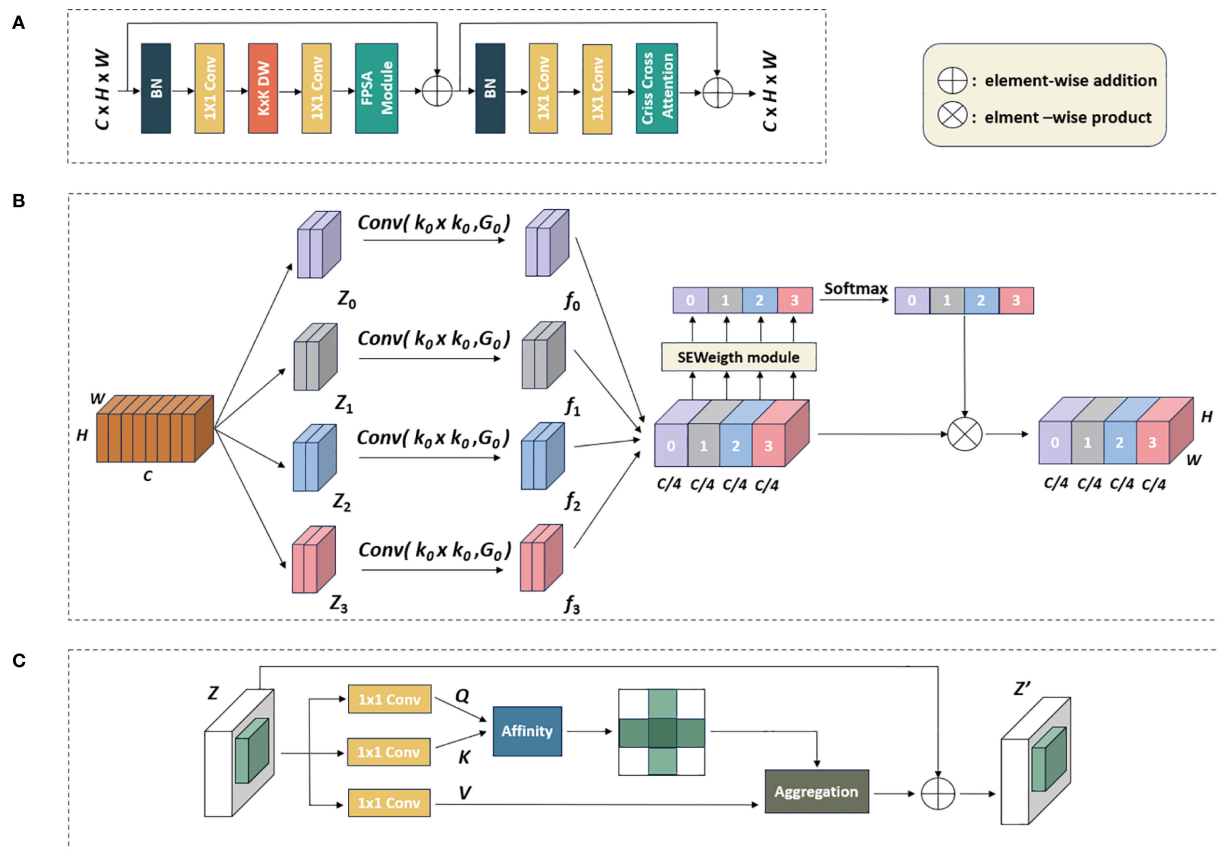 A
C x H x W
BN
1X1 Conv
KxK DW
1X1 Conv
FPSA Module
BN
1X1 Conv
1X1 Conv
Criss Cross Attention
C x H x W
: element-wise addition
: elment –wise product
B
W
H
C
Z0
Z1
Z2
Z3
Conv( k0 x k0 ,G0 )
Conv( k0 x k0 ,G0 )
Conv( k0 x k0 ,G0 )
Conv( k0 x k0 ,G0 )
f0
f1
f2
f3
0 1 2 3
Softmax
0 1 2 3
SEWeigth module
0 1 2 3
C/4 C/4 C/4 C/4
0 1 2 3
H
W
C/4 C/4 C/4 C/4
C
Z
1x1 Conv
1x1 Conv
1x1 Conv
Q
K
V
Affinity
Aggregation
Z’